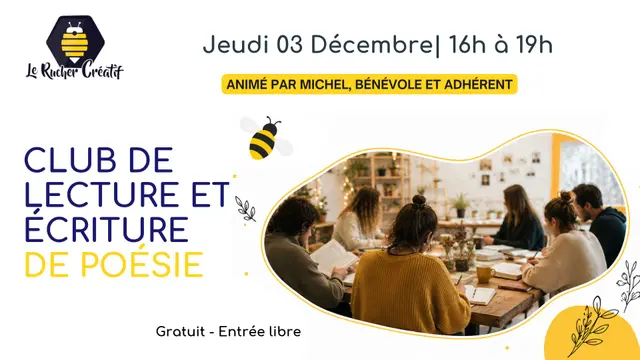 Le Rucher Créatif
Jeudi 03 Décembre| 16h à 19h
ANIMÉ PAR MICHEL, BÉNÉVOLE ET ADHÉRENT
CLUB DE
LECTURE ET
ÉCRITURE
DE POÉSIE
Gratuit - Entrée libre